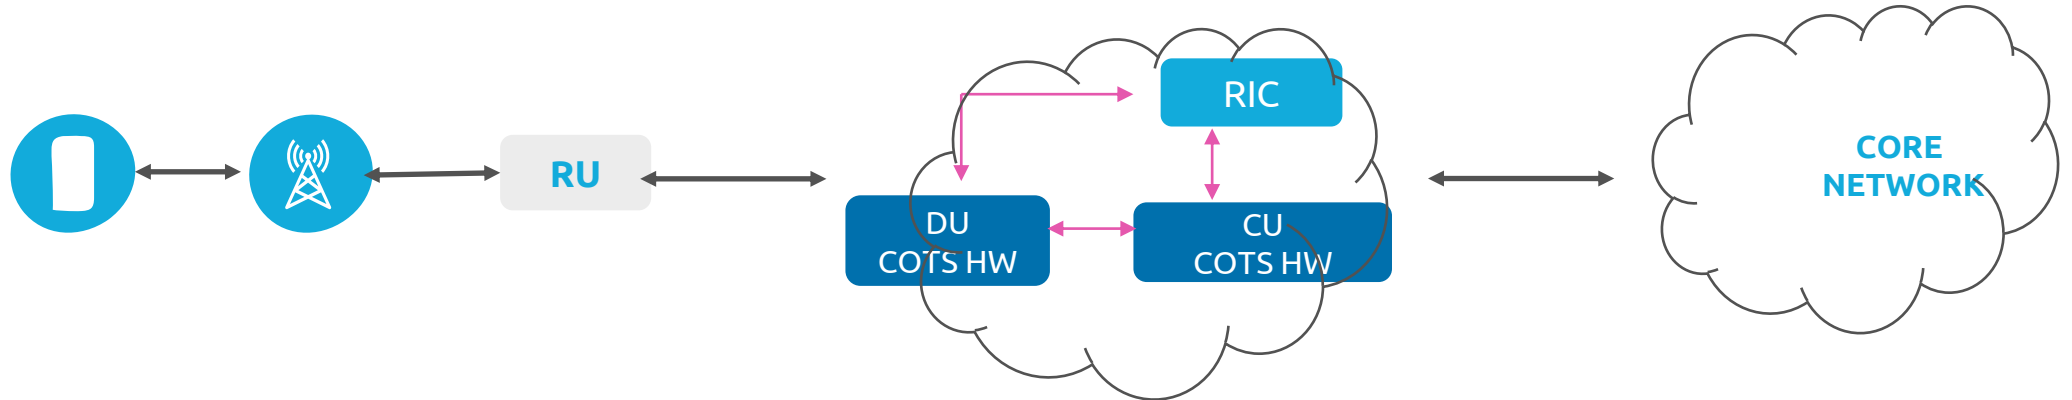 RU
RIC
DU
COTS HW
CU
COTS HW
CORE
NETWORK